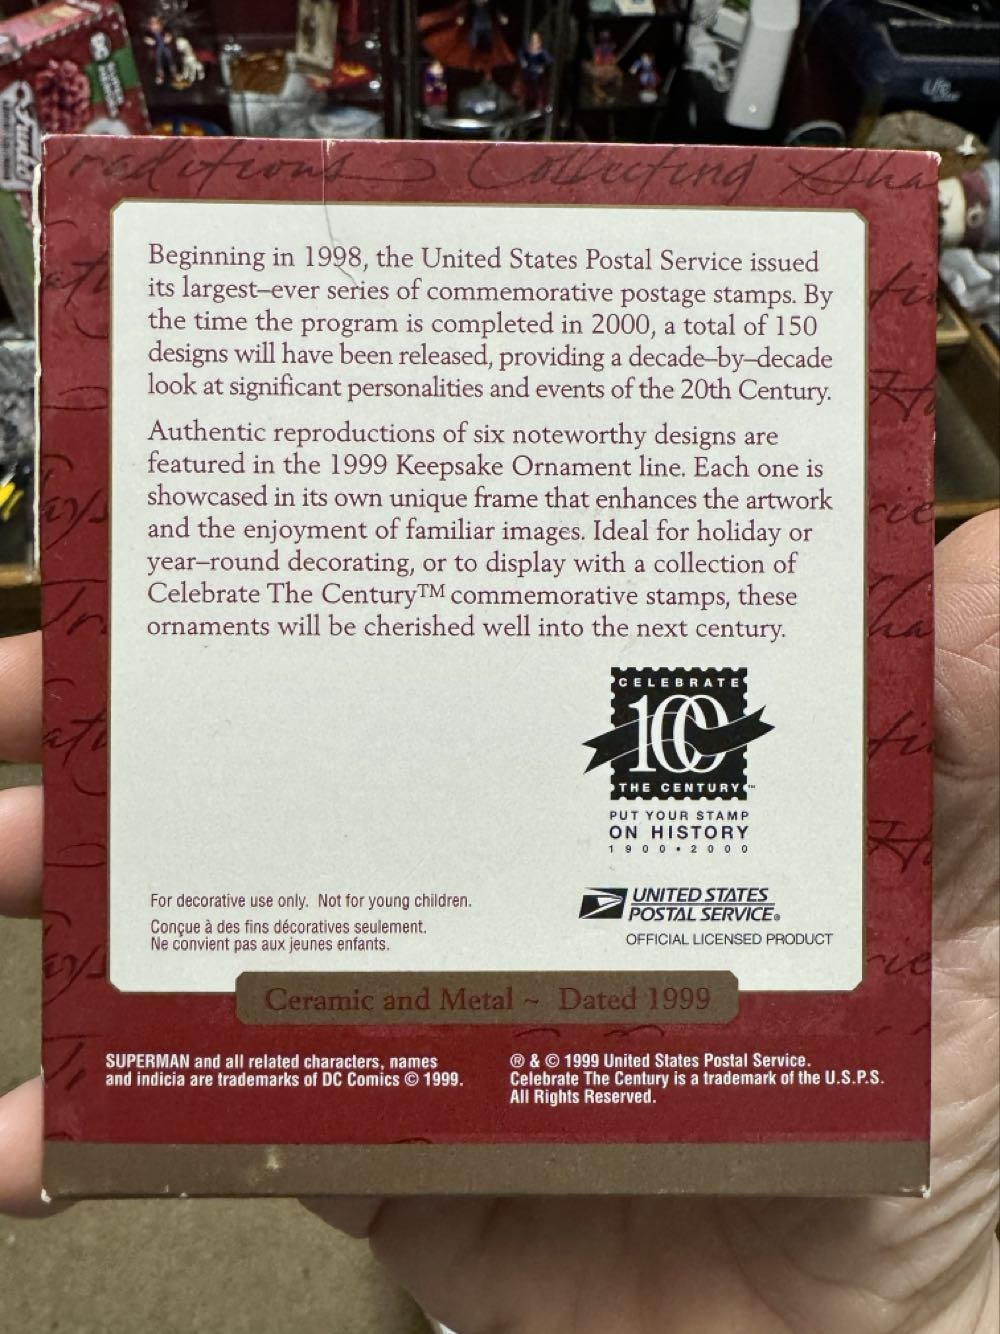 Traditions Collecting Sha
Beginning in 1998, the United States Postal Service issued
its largest–ever series of commemorative postage stamps. By
the time the program is completed in 2000, a total of 150
designs will have been released, providing a decade–by–decade
look at significant personalities and events of the 20th Century.
Authentic reproductions of six noteworthy designs are
featured in the 1999 Keepsake Ornament line. Each one is
showcased in its own unique frame that enhances the artwork
and the enjoyment of familiar images. Ideal for holiday or
year–round decorating, or to display with a collection of
Celebrate The Century™ commemorative stamps, these
ornaments will be cherished well into the next century.
CELEBRATE
100
THE CENTURY™
PUT YOUR STAMP
ON HISTORY
1900•2000
For decorative use only. Not for young children.
Conçue à des fins décoratives seulement.
Ne convient pas aux jeunes enfants.
UNITED STATES
POSTAL SERVICE®
OFFICIAL LICENSED PRODUCT
Ceramic and Metal ~ Dated 1999
SUPERMAN and all related characters, names
and indicia are trademarks of DC Comics © 1999.
® & © 1999 United States Postal Service.
Celebrate The Century is a trademark of the U.S.P.S.
All Rights Reserved.